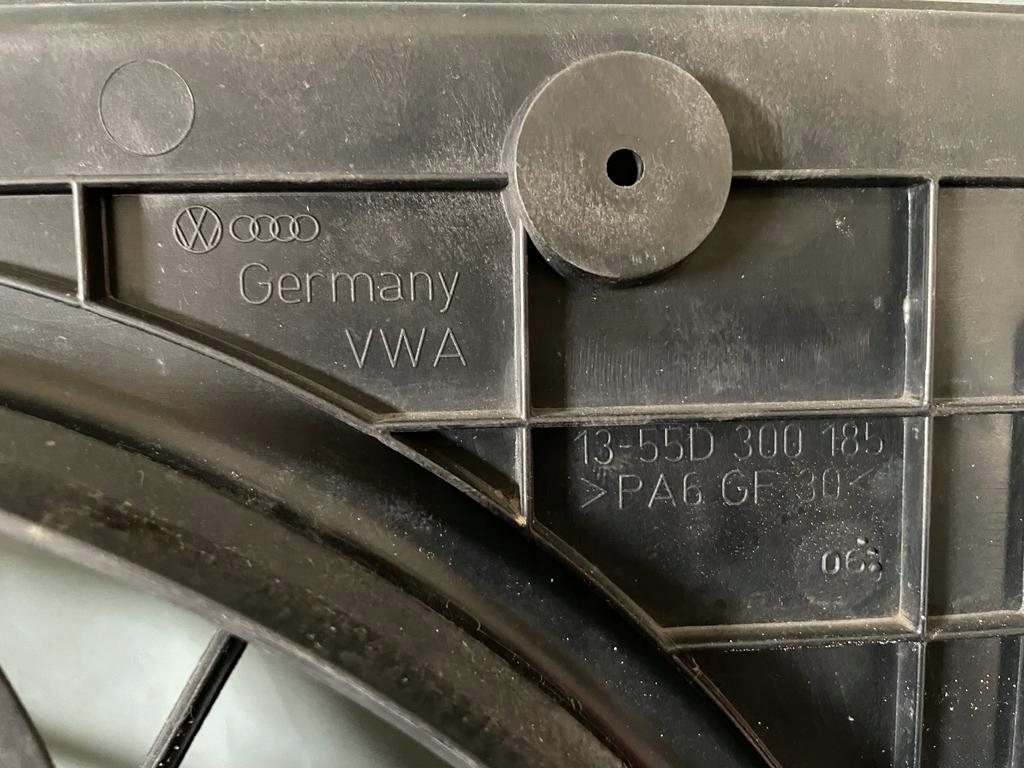 Germany
VWA
13-55D 300 185
>PA6 GF 30<
06